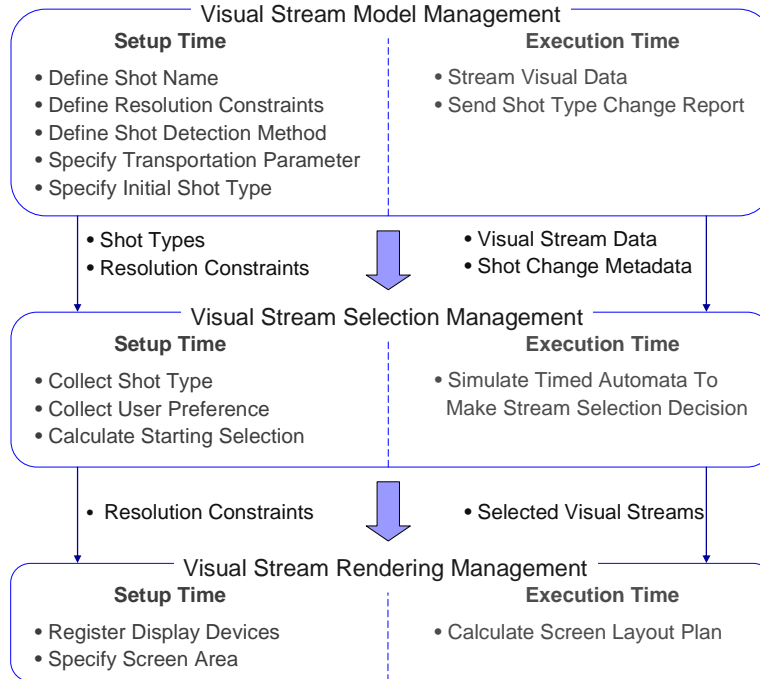 Visual Stream Model Management
Setup Time
• Define Shot Name
• Define Resolution Constraints
• Define Shot Detection Method
• Specify Transportation Parameter
• Specify Initial Shot Type
Execution Time
• Stream Visual Data
• Send Shot Type Change Report
• Shot Types
• Resolution Constraints
• Visual Stream Data
• Shot Change Metadata
Visual Stream Selection Management
Setup Time
• Collect Shot Type
• Collect User Preference
• Calculate Starting Selection
Execution Time
• Simulate Timed Automata To
Make Stream Selection Decision
• Resolution Constraints
• Selected Visual Streams
Visual Stream Rendering Management
Setup Time
• Register Display Devices
• Specify Screen Area
Execution Time
• Calculate Screen Layout Plan